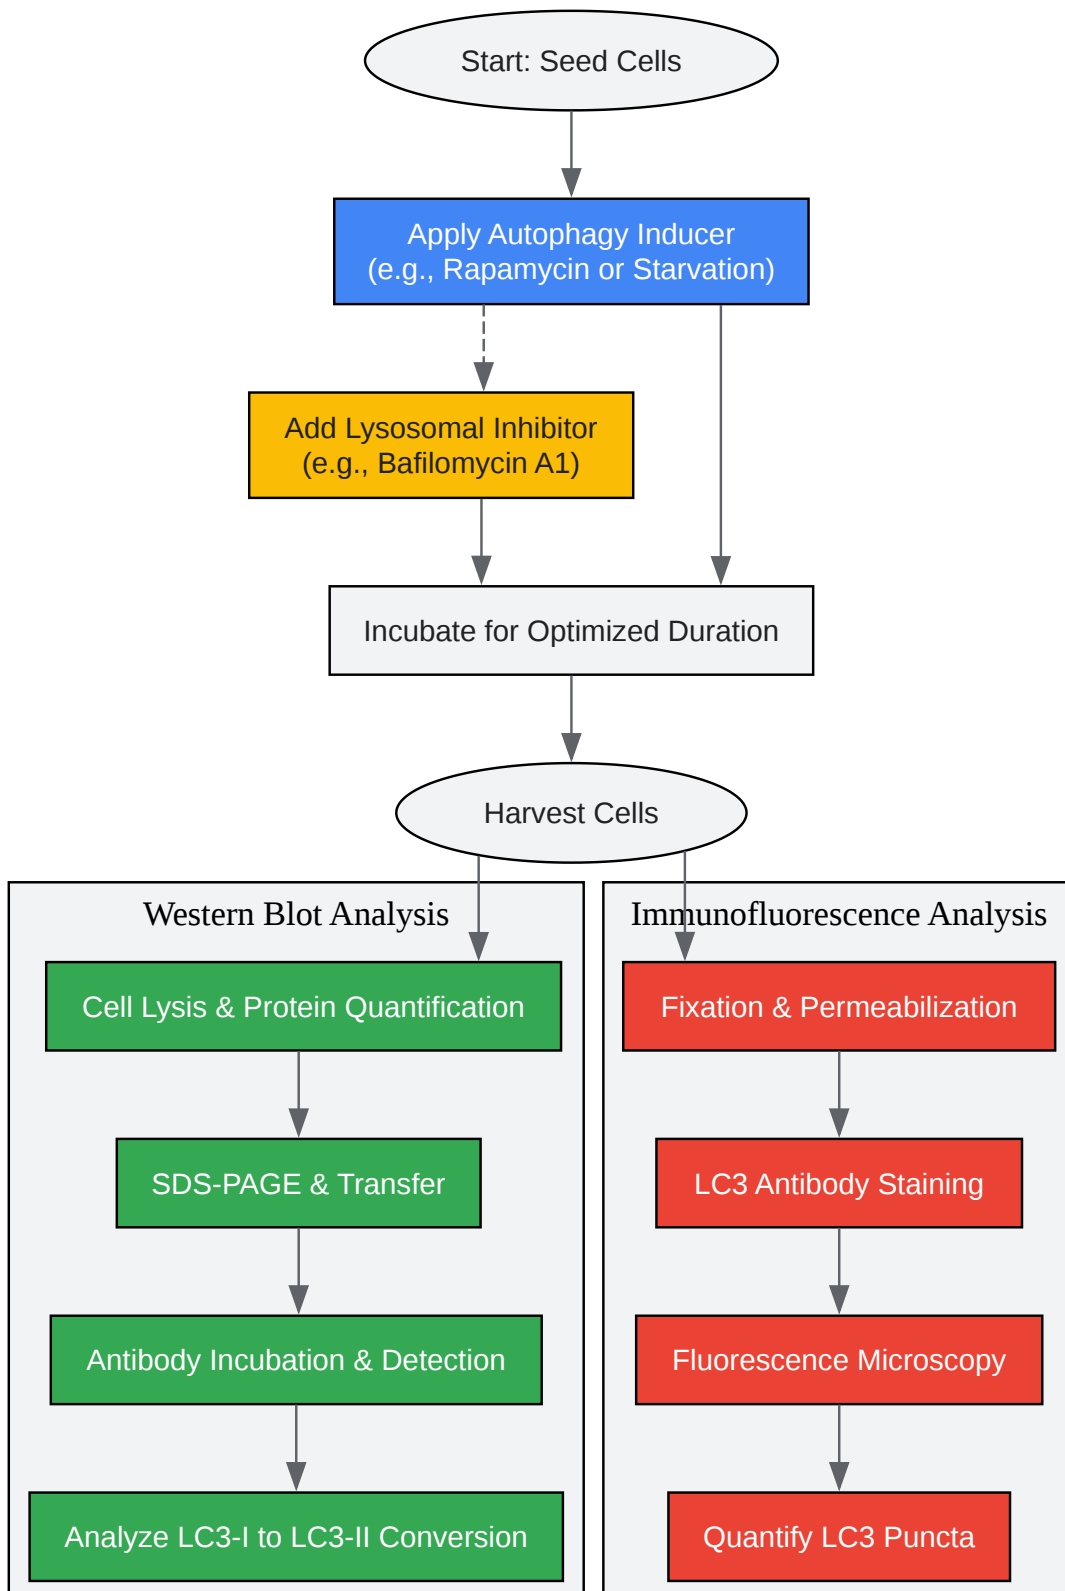 Start: Seed Cells
Apply Autophagy Inducer
(e.g., Rapamycin or Starvation)
Add Lysosomal Inhibitor
(e.g., Bafilomycin A1)
Incubate for Optimized Duration
Harvest Cells
Western Blot Analysis
Cell Lysis & Protein Quantification
SDS-PAGE & Transfer
Antibody Incubation & Detection
Analyze LC3-I to LC3-II Conversion
Immunofluorescence Analysis
Fixation & Permeabilization
LC3 Antibody Staining
Fluorescence Microscopy
Quantify LC3 Puncta